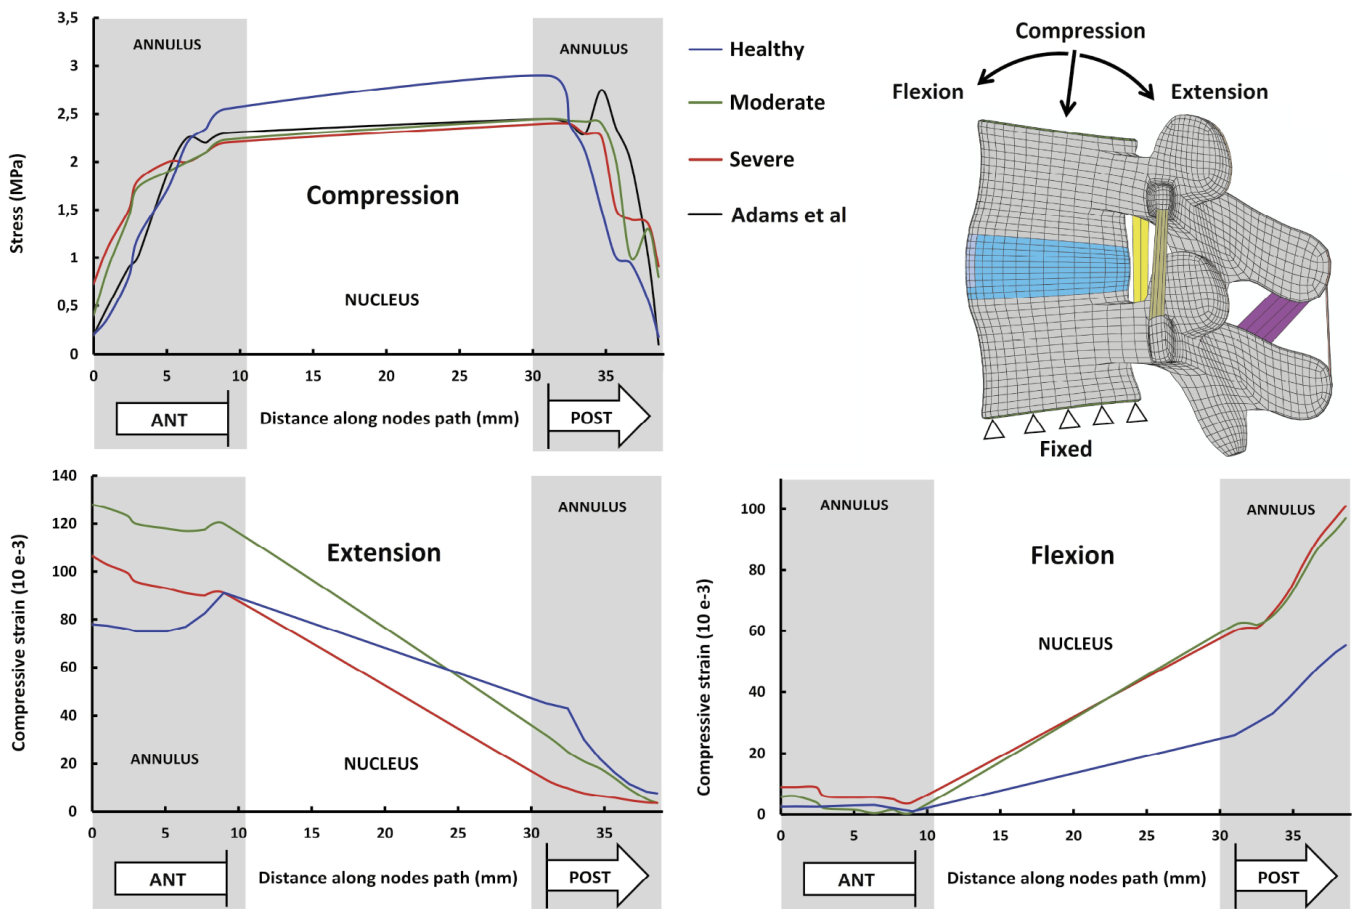 3,5
3
2,5
2
1,5
1
0,5
0
Stress (MPa)
ANNULUS
ANNULUS
Compression
NUCLEUS
0 5 10 15 20 25 30 35
ANT
Distance along nodes path (mm)
POST
Healthy
Moderate
Severe
Adams et al
Compression
Flexion
Extension
Fixed
140
120
100
80
60
40
20
0
Compressive strain (10 e-3)
ANNULUS
Extension
ANNULUS
NUCLEUS
0 5 10 15 20 25 30 35
ANT
Distance along nodes path (mm)
POST
100
80
60
40
20
0
Compressive strain (10 e-3)
ANNULUS
ANNULUS
Flexion
NUCLEUS
0 5 10 15 20 25 30 35
ANT
Distance along nodes path (mm)
POST